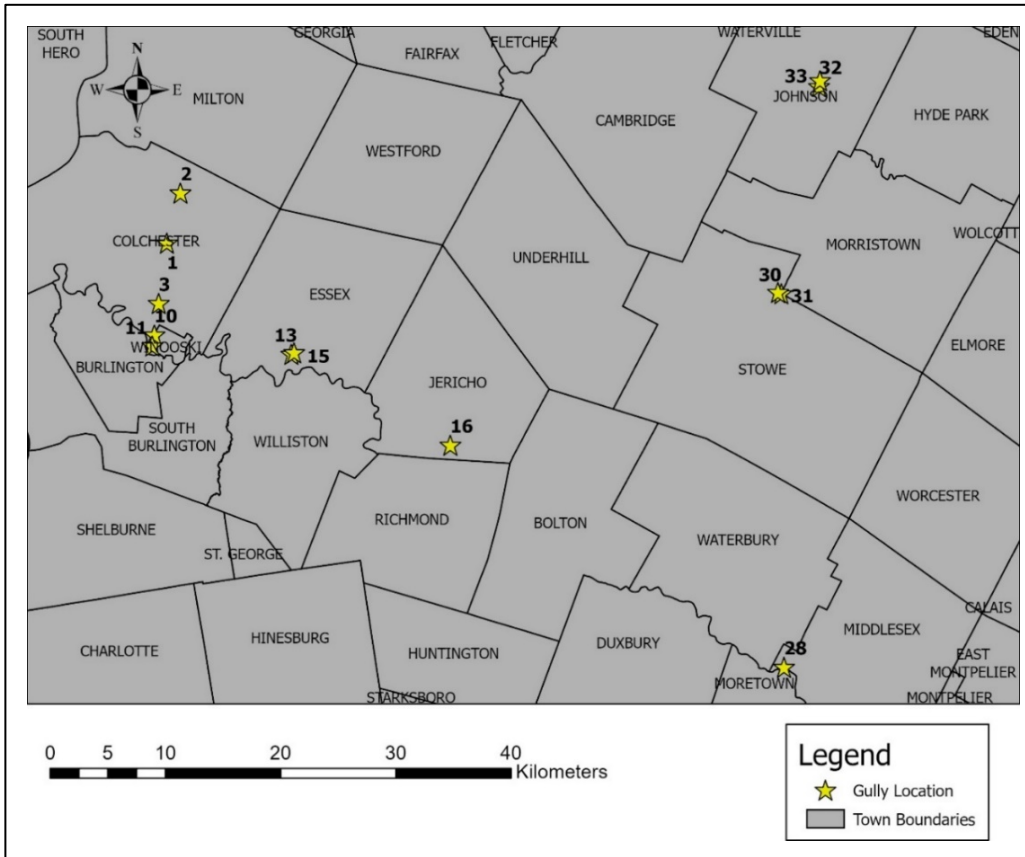 SOUTH
HERO
GEORGIA
FAIRFAX
FLETCHER
WATERVILLE
EDEN
N
W E
S
MILTON
33 32
JOHNSON
HYDE PARK
CAMBRIDGE
WESTFORD
2
COLCHESTER
1
MORRISTOWN
WOLCOTT
UNDERHILL
3
ESSEX
30
31
10
11
WINOOSKI
BURLINGTON
13
15
ELMORE
STOWE
JERICHO
16
SOUTH
BURLINGTON
WILLISTON
WORCESTER
SHELBURNE
RICHMOND
BOLTON
WATERBURY
ST. GEORGE
CALAIS
CHARLOTTE
HINESBURG
HUNTINGTON
DUXBURY
MIDDLESEX
28
EAST
MONTPELIER
MORETOWN
STARKSBORO
MONTPELIER
0 5 10 20 30 40
Kilometers
Legend
Gully Location
Town Boundaries